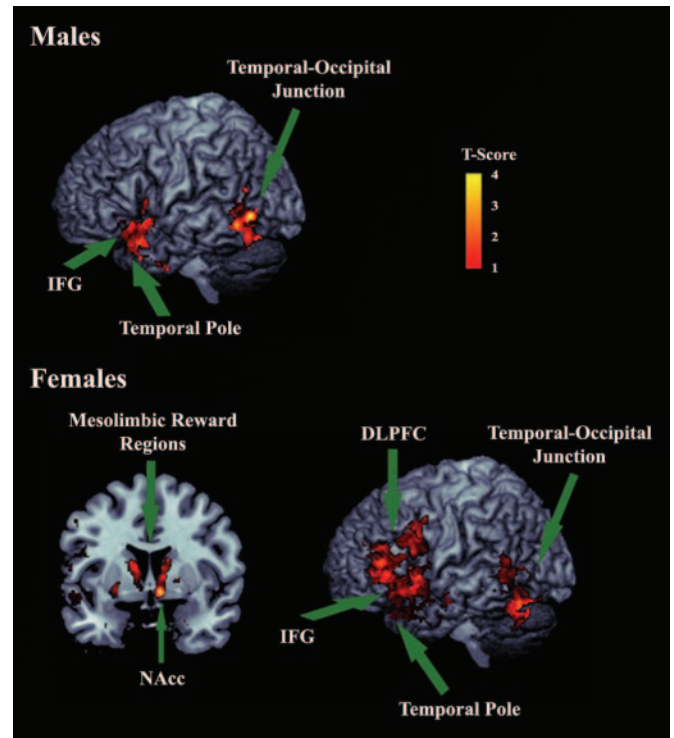 Males
Temporal-Occipital
Junction
T-Score
4
3
2
1
IFG
Temporal Pole
Females
Mesolimbic Reward
Regions
DLPFC
Temporal-Occipital
Junction
IFG
NAcc
Temporal Pole